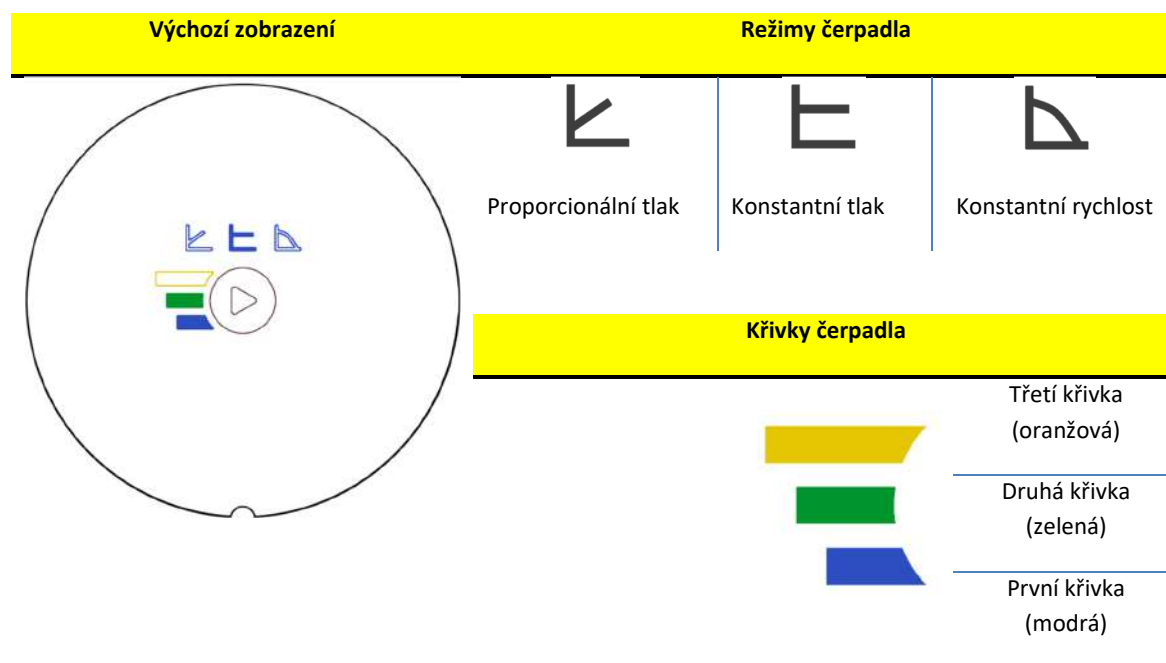 Výchozí zobrazení
Režimy čerpadla
Proporcionální tlak
Konstantní tlak
Konstantní rychlost
Křivky čerpadla
Třetí křivka
(oranžová)
Druhá křivka
(zelená)
První křivka
(modrá)